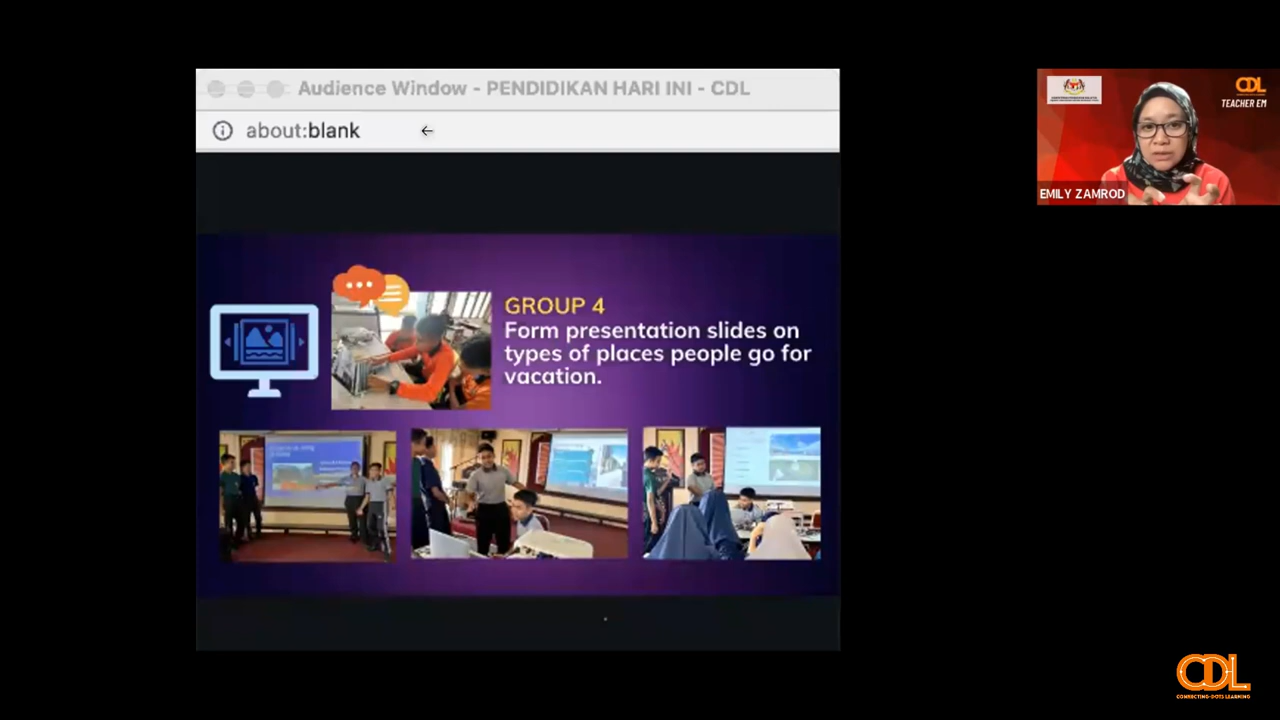 Audience Window - PENDIDIKAN HARI INI - CDL
about:blank
GROUP 4
Form presentation slides on
types of places people go for
vacation.
CDL
TEACHER EM
EMILY ZAMROD
CDL
CONNECTING-DOTS LEARNING